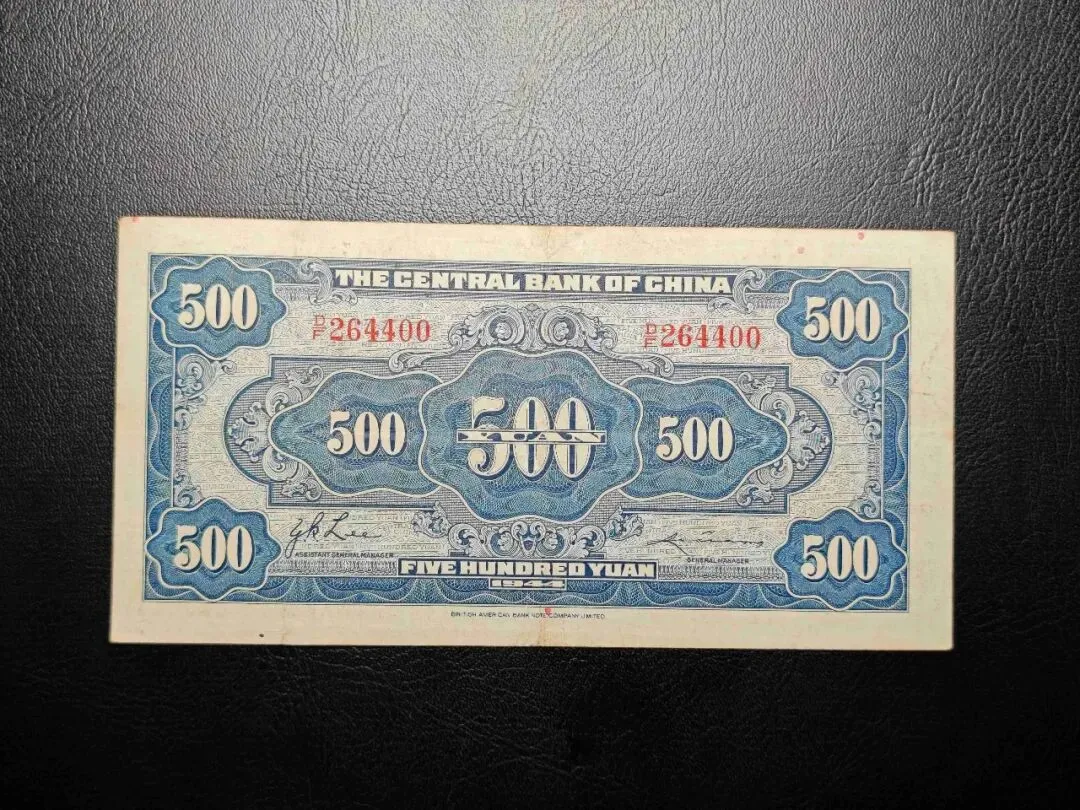 THE CENTRAL BANK OF CHINA
500 500
D/F 264400 D/F 264400
500 500 500
YUAN
500 500
Y K Lee
ASSISTANT GENERAL MANAGER GENERAL MANAGER
FIVE HUNDRED YUAN
1944
BRITISH AMERICAN BANK NOTE COMPANY LIMITED